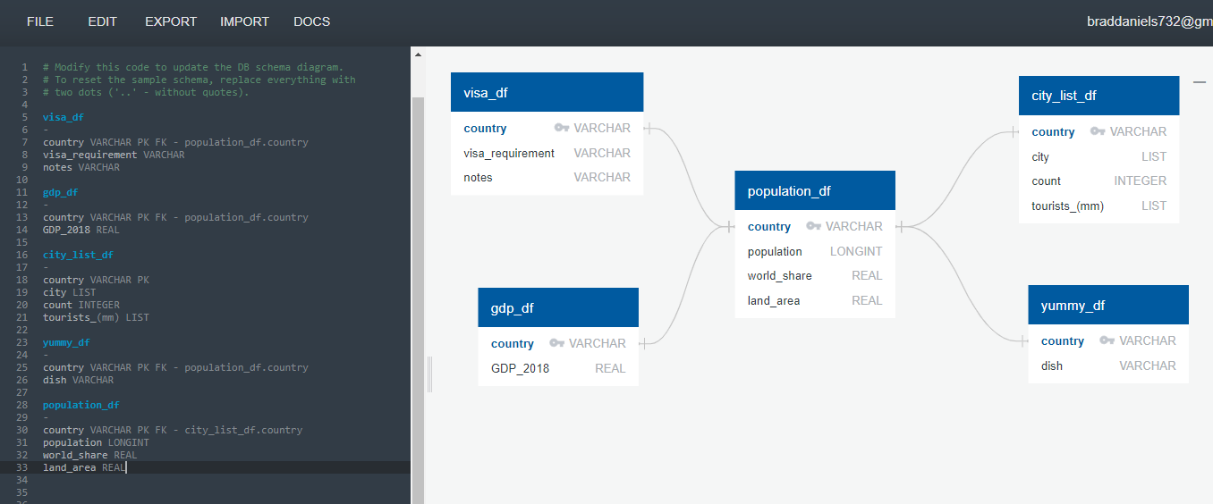 FILE EDIT EXPORT IMPORT DOCS braddaniels732@gm
1 # Modify this code to update the DB schema diagram.
2 # To reset the sample schema, replace everything with
3 # two dots ('..' - without quotes).
4
5 visa_df
6 -
7 country VARCHAR PK FK - population_df.country
8 visa_requirement VARCHAR
9 notes VARCHAR
10
11 gdp_df
12 -
13 country VARCHAR PK FK - population_df.country
14 GDP_2018 REAL
15
16 city_list_df
17 -
18 country VARCHAR PK
19 city LIST
20 count INTEGER
21 tourists_(mm) LIST
22
23 yummy_df
24 -
25 country VARCHAR PK FK - population_df.country
26 dish VARCHAR
27
28 population_df
29 -
30 country VARCHAR PK FK - city_list_df.country
31 population LONGINT
32 world_share REAL
33 land_area REAL
34
35
36
visa_df
country VARCHAR
visa_requirement VARCHAR
notes VARCHAR
gdp_df
country VARCHAR
GDP_2018 REAL
population_df
country VARCHAR
population LONGINT
world_share REAL
land_area REAL
city_list_df
country VARCHAR
city LIST
count INTEGER
tourists_(mm) LIST
yummy_df
country VARCHAR
dish VARCHAR